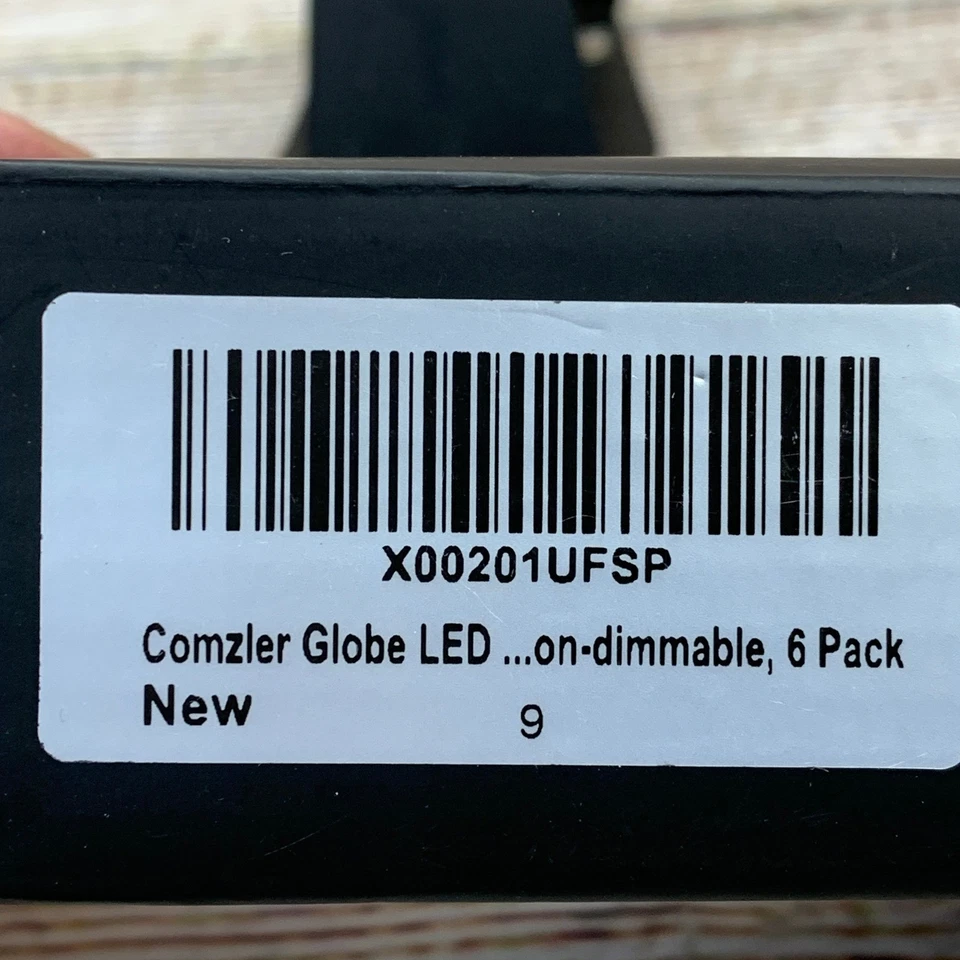 X00201UFSP
Comzler Globe LED ...on-dimmable, 6 Pack
New 9